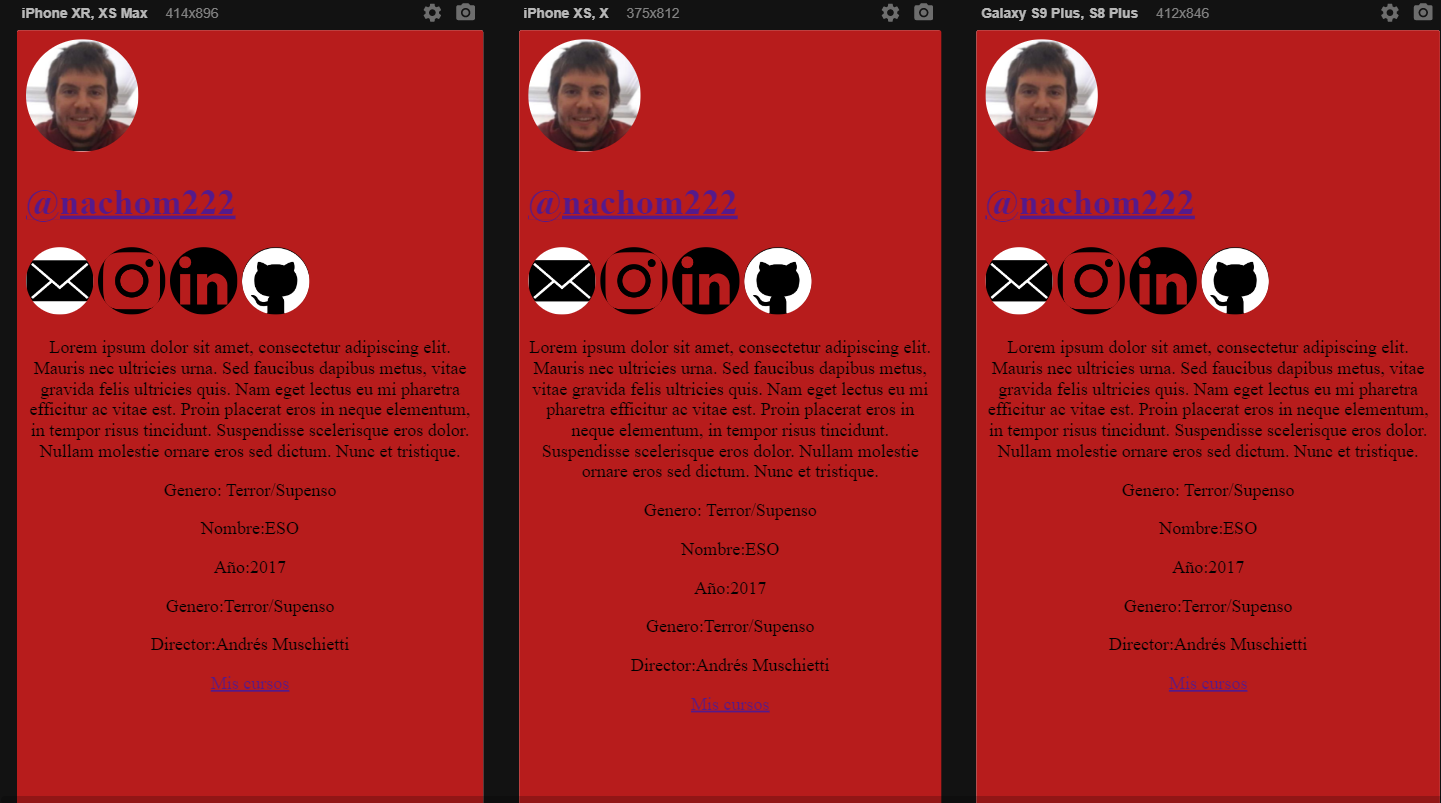 iPhone XR, XS Max 414x896
@nachom222
in
Lorem ipsum dolor sit amet, consectetur adipiscing elit.
Mauris nec ultricies urna. Sed faucibus dapibus metus, vitae
gravida felis ultricies quis. Nam eget lectus eu mi pharetra
efficitur ac vitae est. Proin placerat eros in neque elementum,
in tempor risus tincidunt. Suspendisse scelerisque eros dolor.
Nullam molestie ornare eros sed dictum. Nunc et tristique.
Genero: Terror/Supenso
Nombre:ESO
Año:2017
Genero:Terror/Supenso
Director:Andrés Muschietti
Mis cursos
iPhone XS, X 375x812
@nachom222
in
Lorem ipsum dolor sit amet, consectetur adipiscing elit.
Mauris nec ultricies urna. Sed faucibus dapibus metus,
vitae gravida felis ultricies quis. Nam eget lectus eu mi
pharetra efficitur ac vitae est. Proin placerat eros in
neque elementum, in tempor risus tincidunt.
Suspendisse scelerisque eros dolor. Nullam molestie
ornare eros sed dictum. Nunc et tristique.
Genero: Terror/Supenso
Nombre:ESO
Año:2017
Genero:Terror/Supenso
Director:Andrés Muschietti
Mis cursos
Galaxy S9 Plus, S8 Plus 412x846
@nachom222
in
Lorem ipsum dolor sit amet, consectetur adipiscing elit.
Mauris nec ultricies urna. Sed faucibus dapibus metus, vitae
gravida felis ultricies quis. Nam eget lectus eu mi pharetra
efficitur ac vitae est. Proin placerat eros in neque elementum,
in tempor risus tincidunt. Suspendisse scelerisque eros dolor.
Nullam molestie ornare eros sed dictum. Nunc et tristique.
Genero: Terror/Supenso
Nombre:ESO
Año:2017
Genero:Terror/Supenso
Director:Andrés Muschietti
Mis cursos